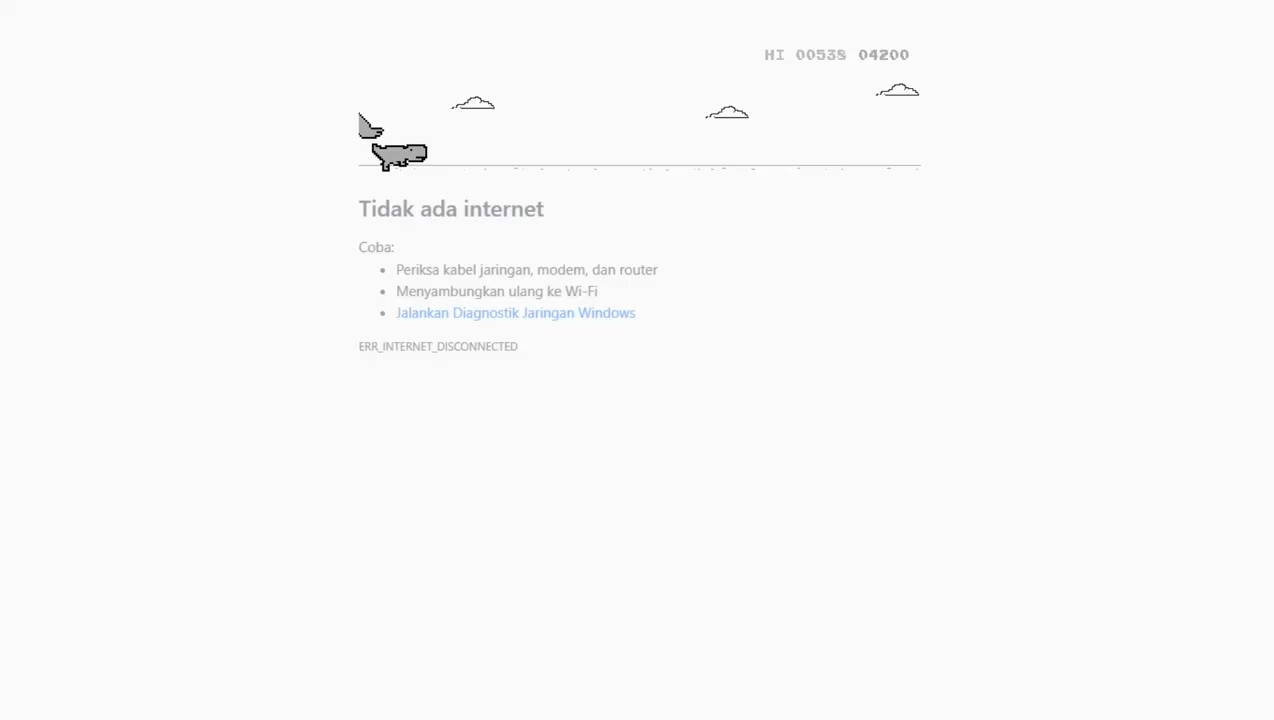 HI 00538 04200
Tidak ada internet
Coba:
Periksa kabel jaringan, modem, dan router
Menyambungkan ulang ke Wi-Fi
Jalankan Diagnostik Jaringan Windows
ERR_INTERNET_DISCONNECTED